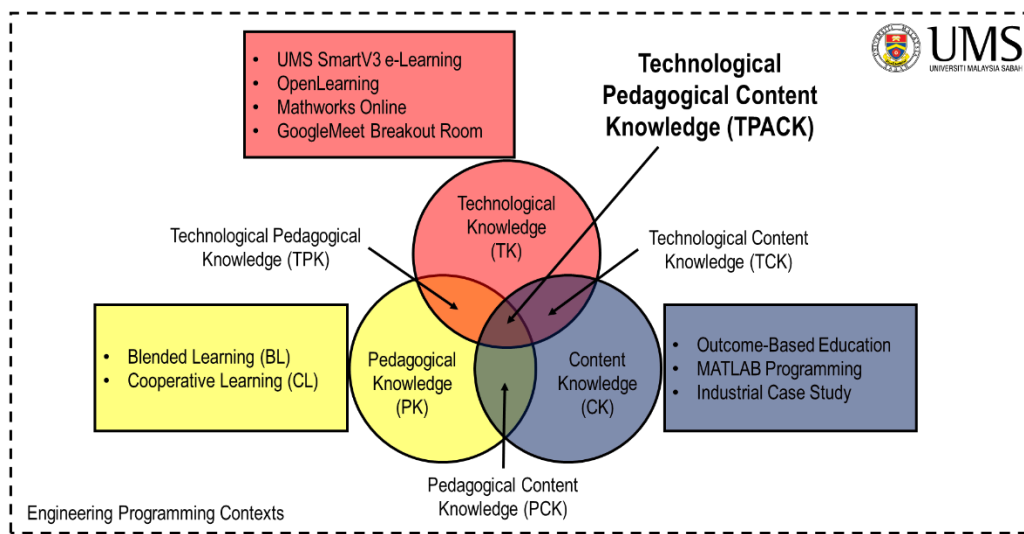 UMS
UNIVERSITI MALAYSIA SABAH
• UMS SmartV3 e-Learning
• OpenLearning
• Mathworks Online
• GoogleMeet Breakout Room
Technological
Pedagogical Content
Knowledge (TPACK)
Technological
Knowledge
(TK)
Technological Pedagogical
Knowledge (TPK)
Technological Content
Knowledge (TCK)
• Blended Learning (BL)
• Cooperative Learning (CL)
Pedagogical
Knowledge
(PK)
Content
Knowledge
(CK)
• Outcome-Based Education
• MATLAB Programming
• Industrial Case Study
Pedagogical Content
Knowledge (PCK)
Engineering Programming Contexts